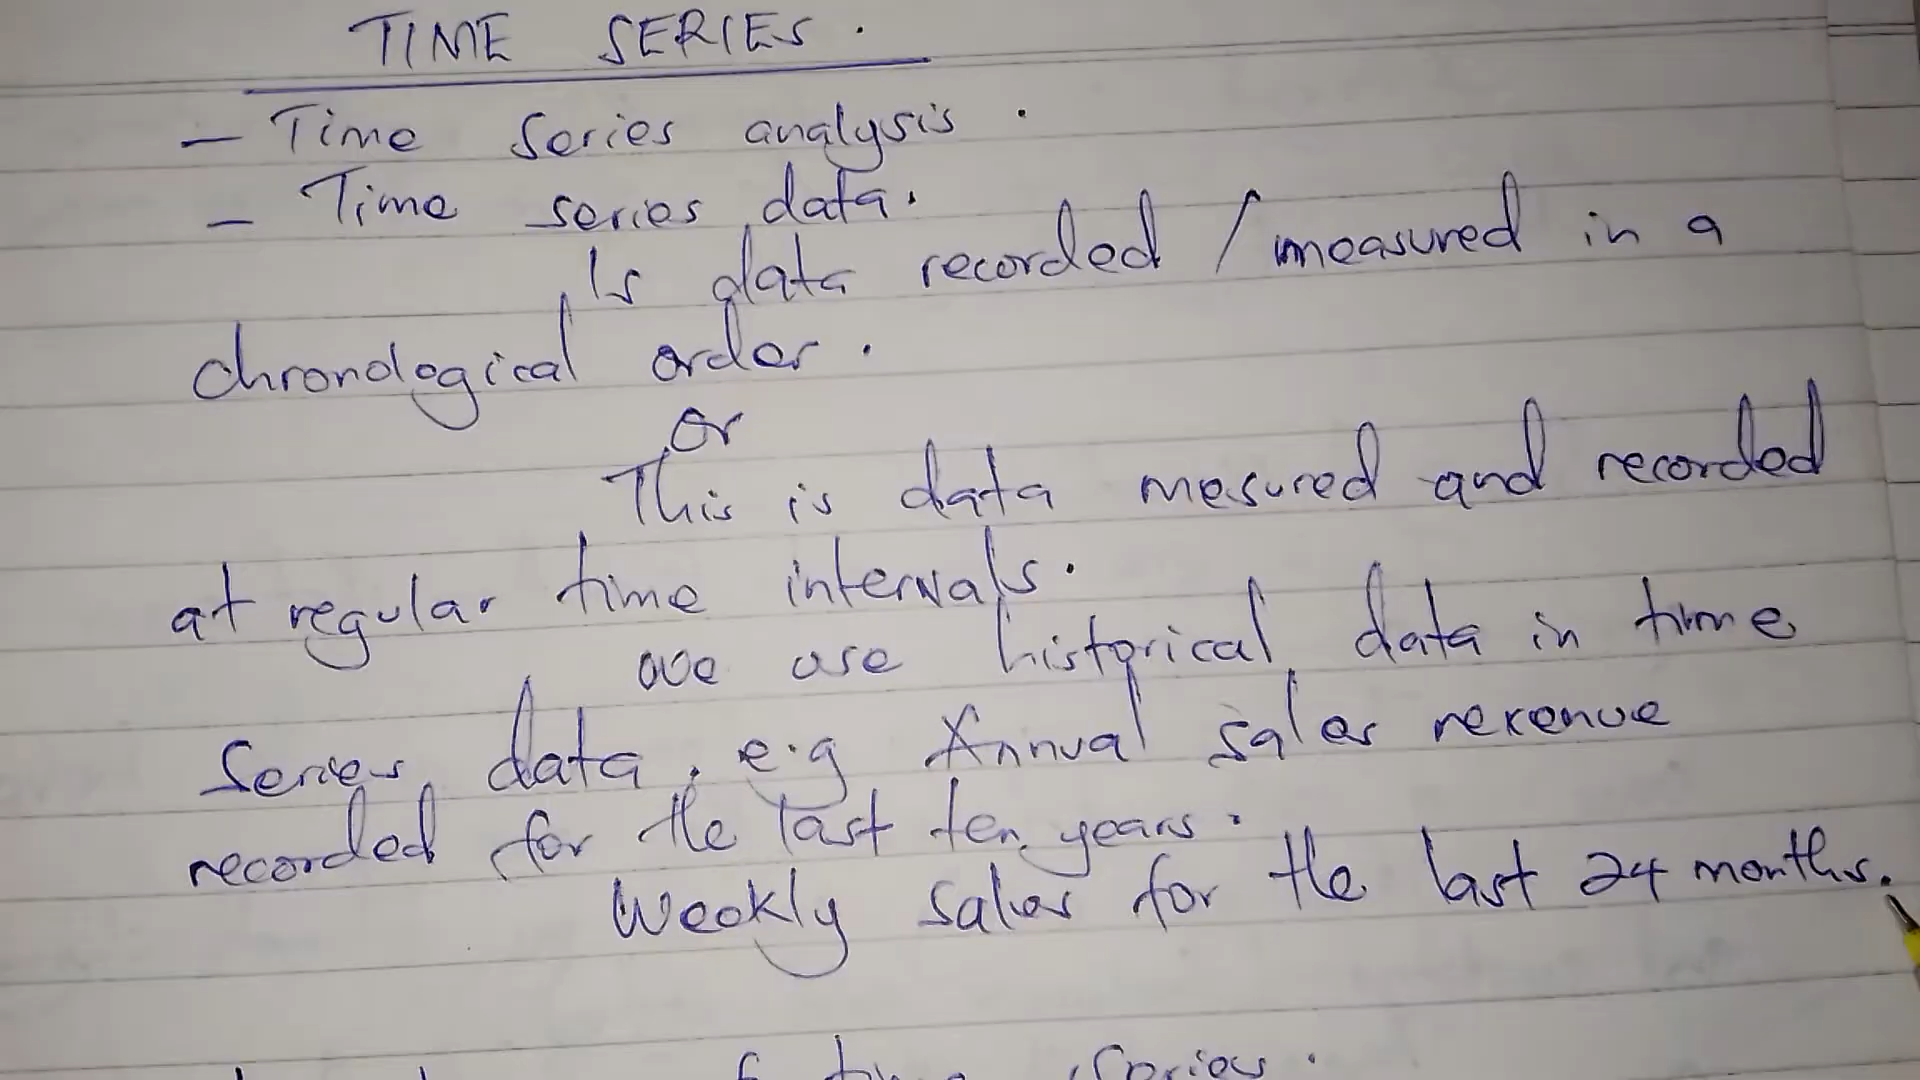 TIME SERIES.
- Time Series analysis.
- Time series data.
Is data recorded / measured in a
chronological order.
or
This is data mesured and recorded
at regular time intervals.
we use historical data in time
Series data, e.g Annual sales revenue
recorded for the last ten years.
Weekly sales for the last 24 months.
series.